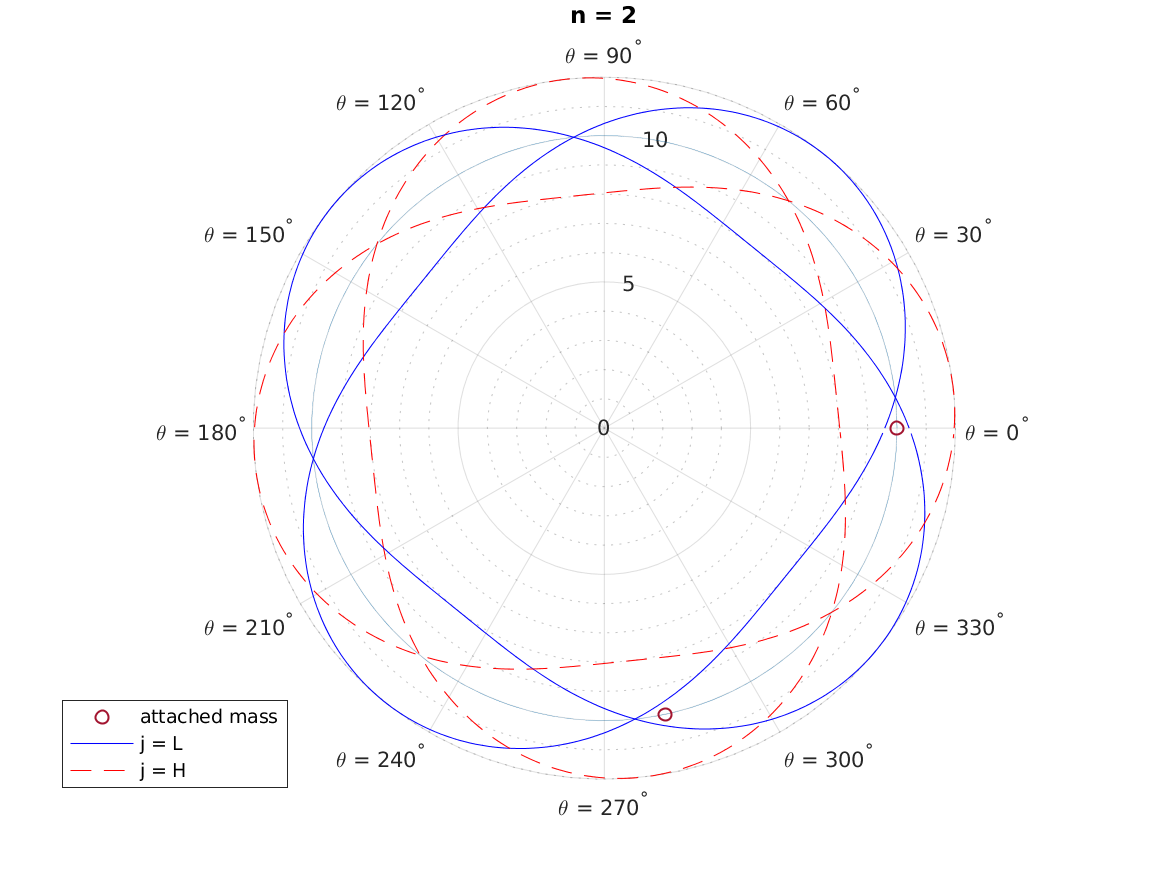 n = 2
θ = 90°
θ = 120°
θ = 60°
10
θ = 150°
θ = 30°
5
θ = 180°
0
θ = 0°
θ = 210°
θ = 330°
attached mass
j = L
j = H
θ = 240°
θ = 300°
θ = 270°